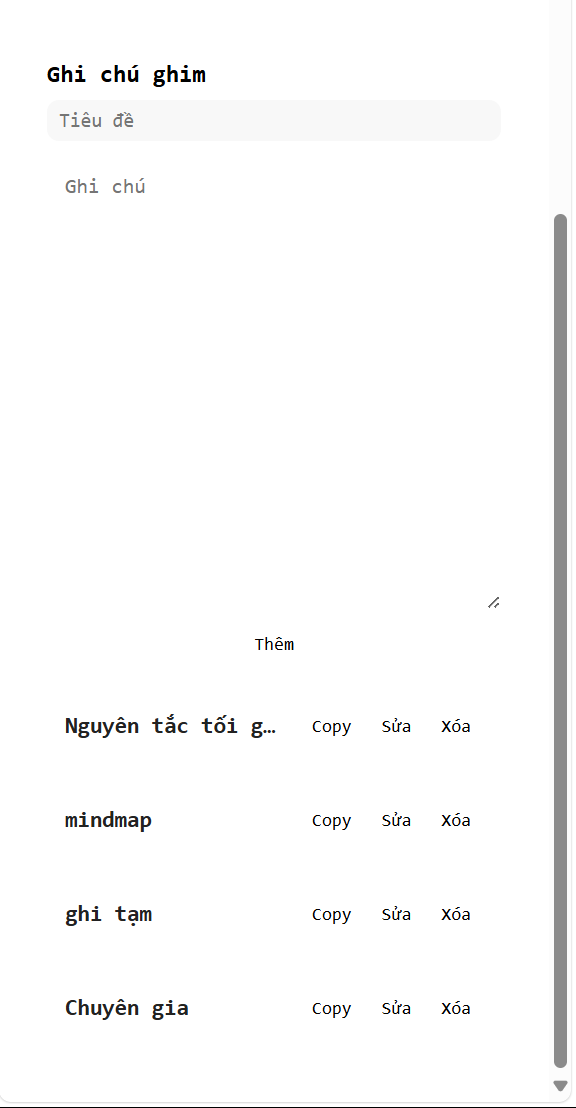 Ghi chú ghim
Tiêu đề
Ghi chú
Thêm
Nguyên tắc tối g… Copy Sửa Xóa
mindmap Copy Sửa Xóa
ghi tạm Copy Sửa Xóa
Chuyên gia Copy Sửa Xóa